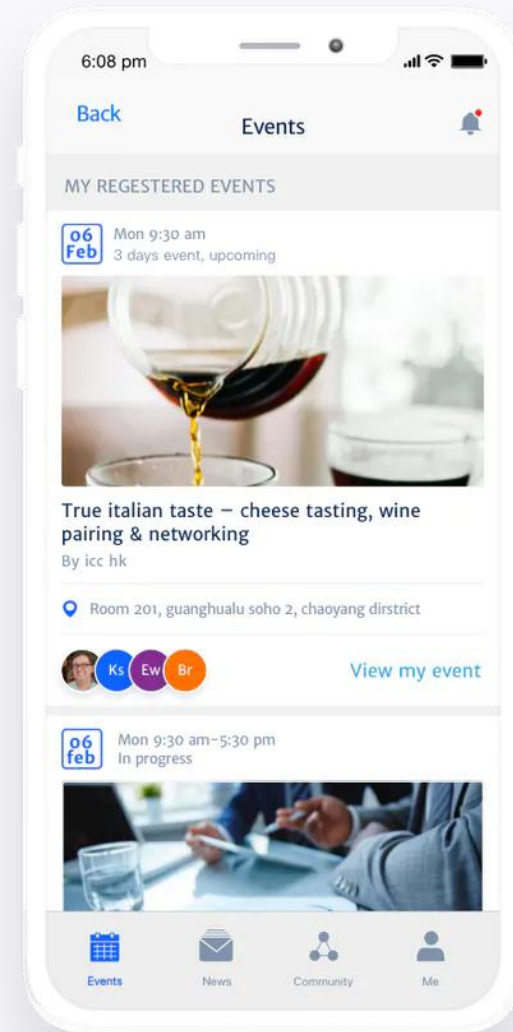 6:08 pm
Back
Events
MY REGESTERED EVENTS
06
Feb
Mon 9:30 am
3 days event, upcoming
True italian taste – cheese tasting, wine
pairing & networking
By icc hk
Room 201, guanghualu soho 2, chaoyang dirstrict
Ks
Ew
Br
View my event
06
feb
Mon 9:30 am-5:30 pm
In progress
Events
News
Community
Me